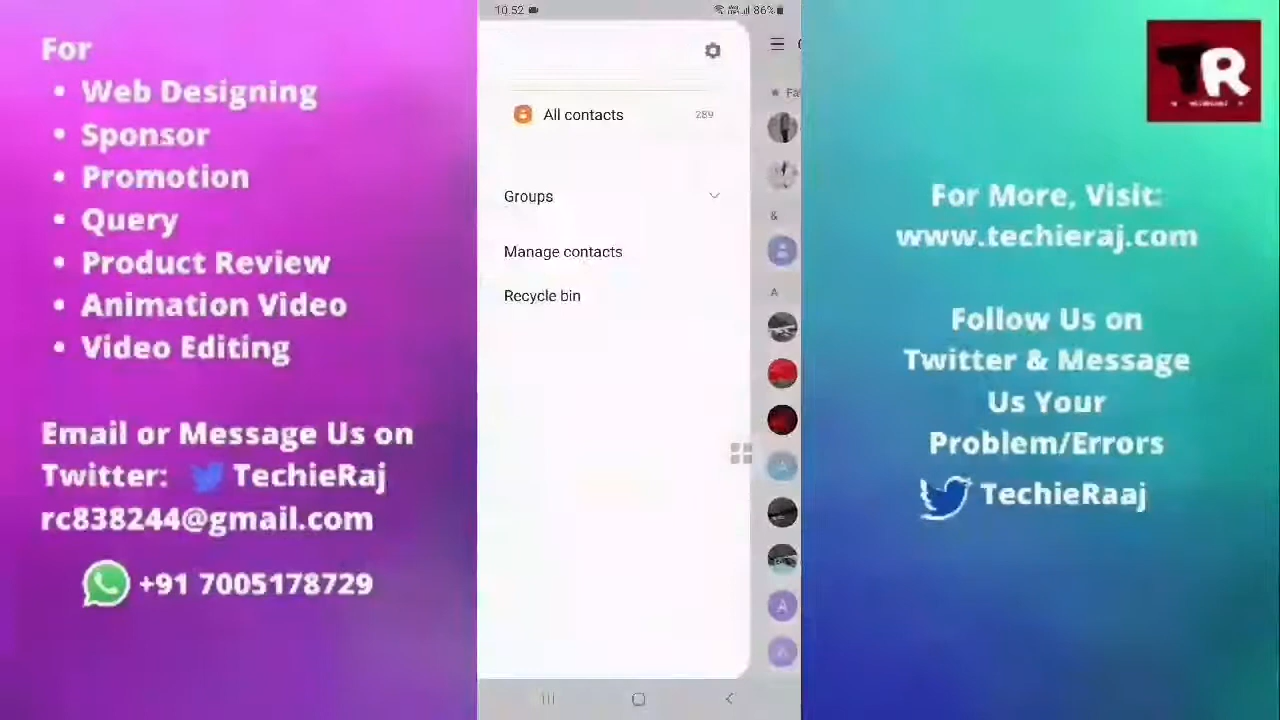 For
• Web Designing
• Sponsor
• Promotion
• Query
• Product Review
• Animation Video
• Video Editing
Email or Message Us on
Twitter: TechieRaj
rc838244@gmail.com
+91 7005178729
10:52
86%
All contacts 289
Groups
Manage contacts
Recycle bin
&
A
A
A
A
TR
For More, Visit:
www.techieraj.com
Follow Us on
Twitter & Message
Us Your
Problem/Errors
TechieRaaj